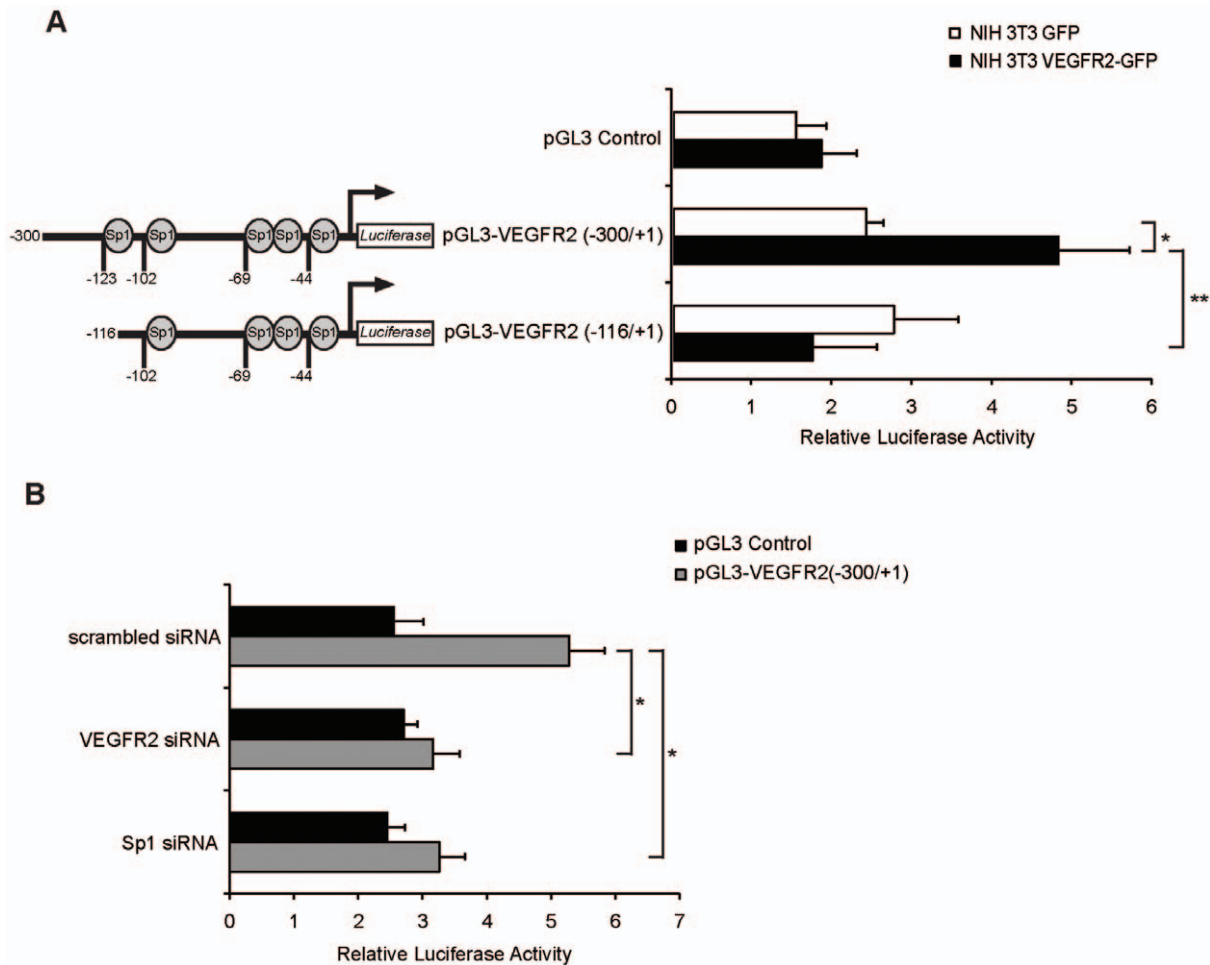 A
NIH 3T3 GFP
NIH 3T3 VEGFR2-GFP
pGL3 Control
-300 Sp1 Sp1 Sp1 Sp1 Sp1 Luciferase pGL3-VEGFR2 (-300/+1)
*
-123 -102 -69 -44
**
-116 Sp1 Sp1 Sp1 Sp1 Luciferase pGL3-VEGFR2 (-116/+1)
-102 -69 -44
0 1 2 3 4 5 6
Relative Luciferase Activity
B
pGL3 Control
pGL3-VEGFR2(-300/+1)
scrambled siRNA
*
VEGFR2 siRNA
*
Sp1 siRNA
0 1 2 3 4 5 6 7
Relative Luciferase Activity